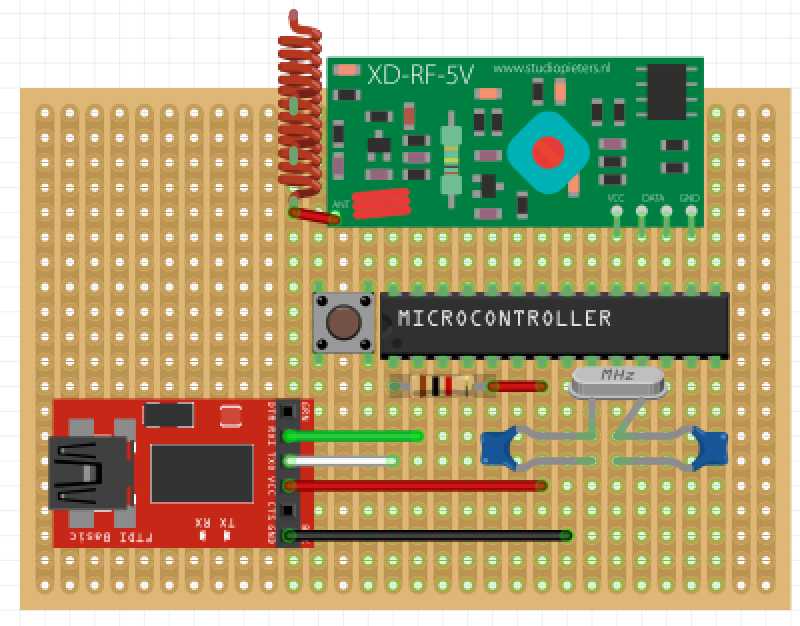 XD-RF-5V
www.studiopieters.nl
ANT
VCC DATA GND
MICROCONTROLLER
MHz
DTR
RXI
TXO
VCC
CTS
GND
GRN
TX RX
FTDI Basic